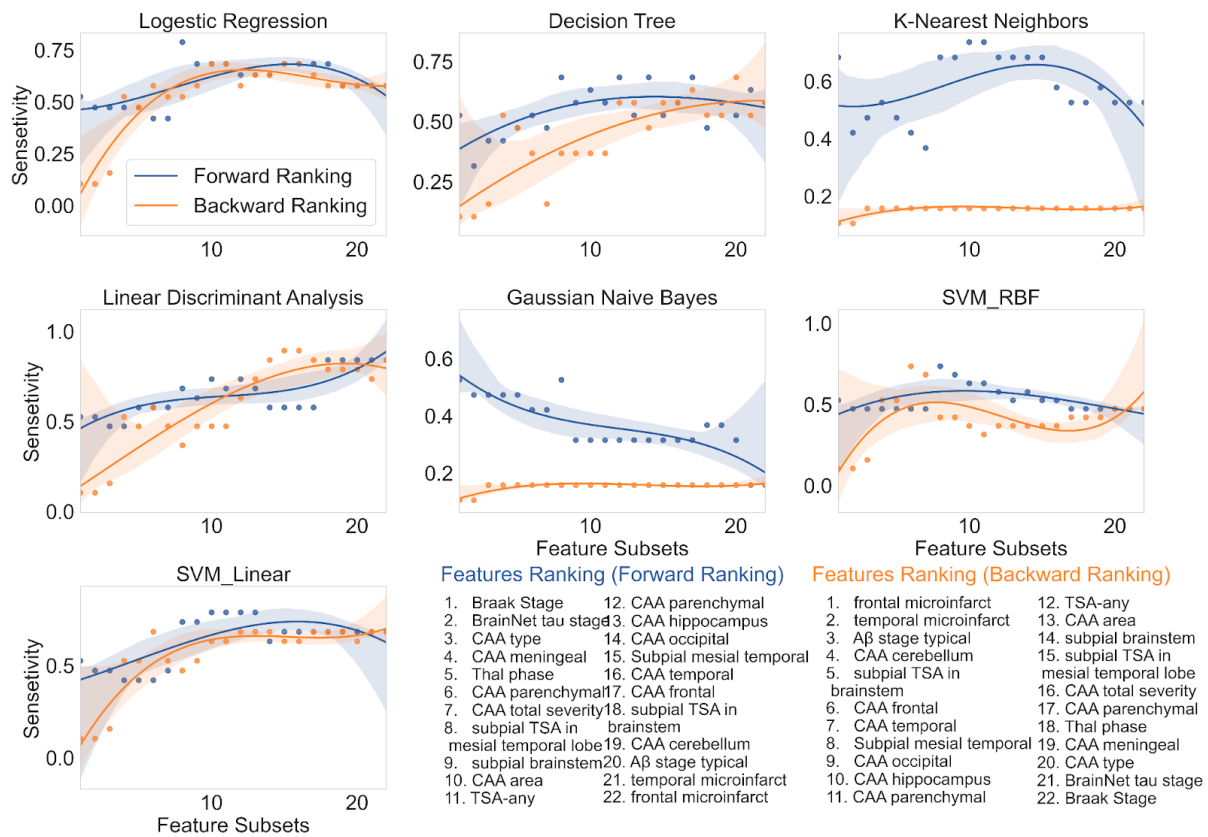 Logestic Regression
Decision Tree
K-Nearest Neighbors
Sensetivity
0.75
0.50
0.25
0.00
Forward Ranking
Backward Ranking
10
20
0.75
0.50
0.25
10
20
0.6
0.4
0.2
10
20
Linear Discriminant Analysis
Gaussian Naive Bayes
SVM_RBF
Sensetivity
1.0
0.5
0.0
10
20
0.6
0.4
0.2
10
20
Feature Subsets
1.0
0.5
0.0
10
20
Feature Subsets
SVM_Linear
Sensetivity
0.5
0.0
10
20
Feature Subsets
Features Ranking (Forward Ranking)
1. Braak Stage
2. BrainNet tau stage
3. CAA type
4. CAA meningeal
5. Thal phase
6. CAA parenchymal
7. CAA total severity
8. subpial TSA in
mesial temporal lobe
9. subpial brainstem
10. CAA area
11. TSA-any
12. CAA parenchymal
13. CAA hippocampus
14. CAA occipital
15. Subpial mesial temporal
16. CAA temporal
17. CAA frontal
18. subpial TSA in
brainstem
19. CAA cerebellum
20. Aβ stage typical
21. temporal microinfarct
22. frontal microinfarct
Features Ranking (Backward Ranking)
1. frontal microinfarct
2. temporal microinfarct
3. Aβ stage typical
4. CAA cerebellum
5. subpial TSA in
brainstem
6. CAA frontal
7. CAA temporal
8. Subpial mesial temporal
9. CAA occipital
10. CAA hippocampus
11. CAA parenchymal
12. TSA-any
13. CAA area
14. subpial brainstem
15. subpial TSA in
mesial temporal lobe
16. CAA total severity
17. CAA parenchymal
18. Thal phase
19. CAA meningeal
20. CAA type
21. BrainNet tau stage
22. Braak Stage